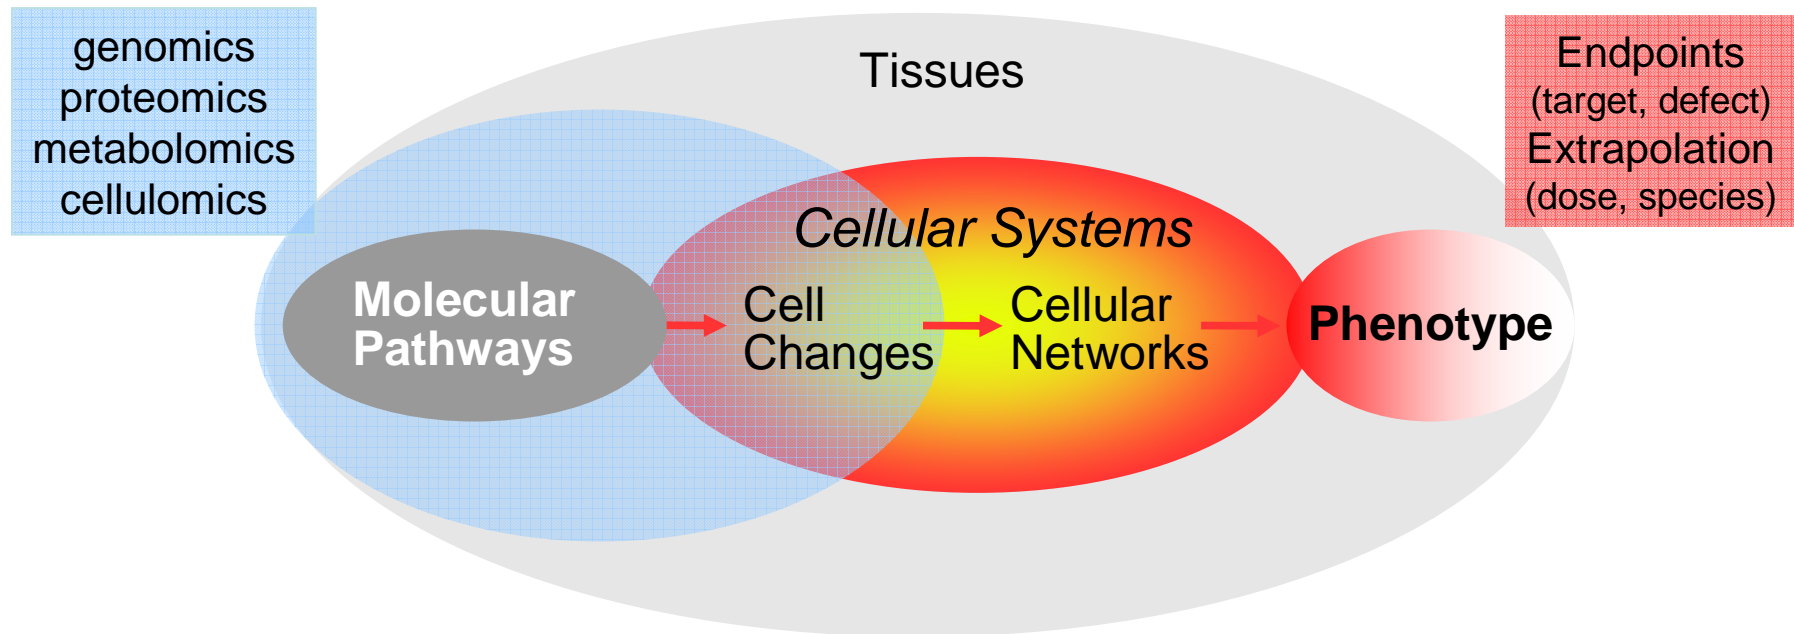 genomics
proteomics
metabolomics
cellulomics
Tissues
Endpoints
(target, defect)
Extrapolation
(dose, species)
Cellular Systems
Molecular
Pathways
Cell
Changes
Cellular
Networks
Phenotype